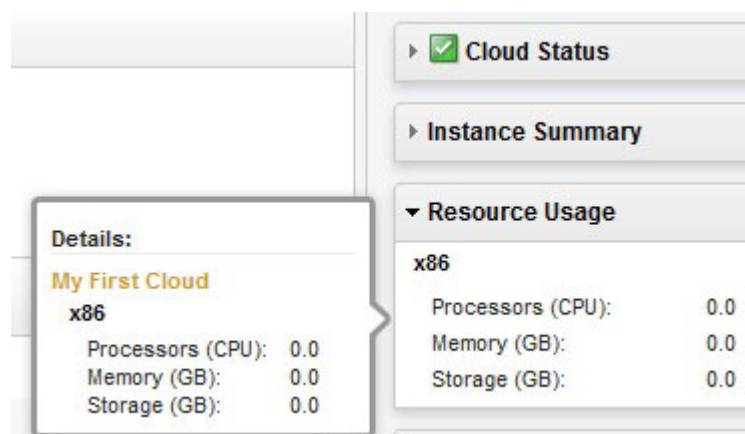 Cloud Status
Instance Summary
Resource Usage
x86
Processors (CPU): 0.0
Memory (GB): 0.0
Storage (GB): 0.0
Details:
My First Cloud
x86
Processors (CPU): 0.0
Memory (GB): 0.0
Storage (GB): 0.0